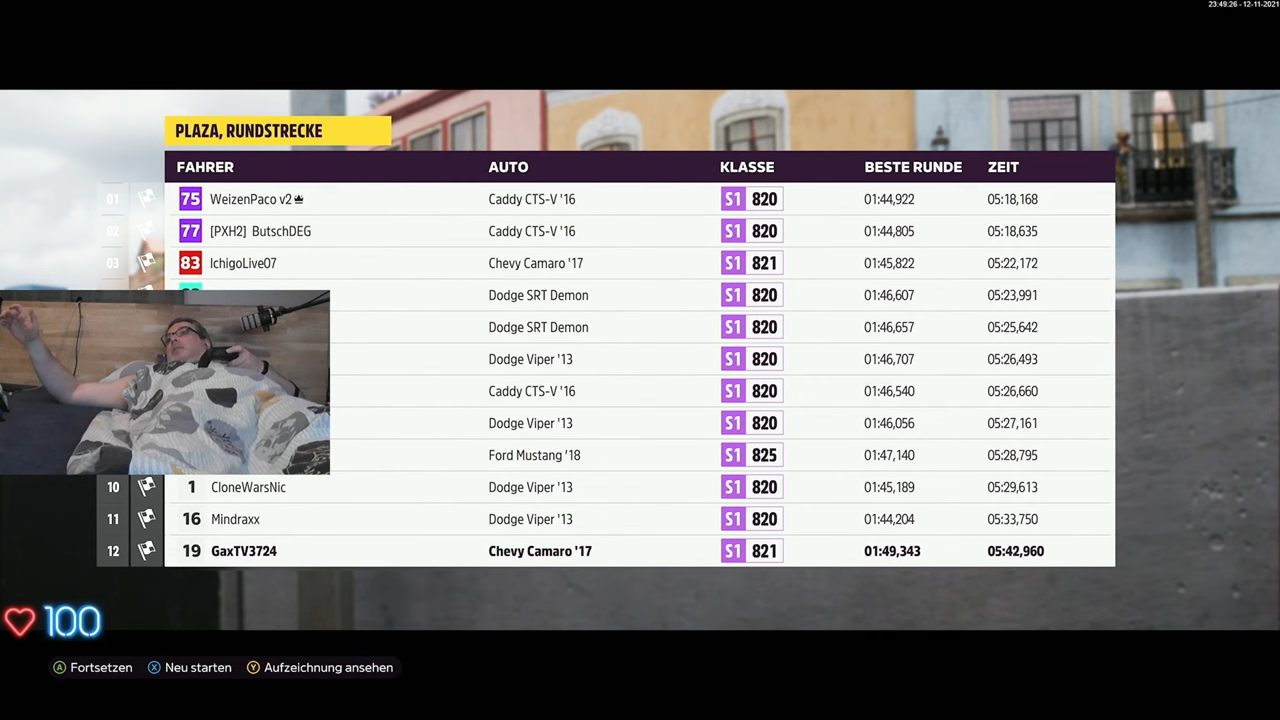 23:49:26 - 12-11-2021
PLAZA, RUNDSTRECKE
FAHRER AUTO KLASSE BESTE RUNDE ZEIT
01 75 WeizenPaco v2 Caddy CTS-V '16 S1 820 01:44,922 05:18,168
02 77 [PXH2] ButschDEG Caddy CTS-V '16 S1 820 01:44,805 05:18,635
03 83 IchigoLive07 Chevy Camaro '17 S1 821 01:45,822 05:22,172
Dodge SRT Demon S1 820 01:46,607 05:23,991
Dodge SRT Demon S1 820 01:46,657 05:25,642
Dodge Viper '13 S1 820 01:46,707 05:26,493
Caddy CTS-V '16 S1 820 01:46,540 05:26,660
Dodge Viper '13 S1 820 01:46,056 05:27,161
Ford Mustang '18 S1 825 01:47,140 05:28,795
10 1 CloneWarsNic Dodge Viper '13 S1 820 01:45,189 05:29,613
11 16 Mindraxx Dodge Viper '13 S1 820 01:44,204 05:33,750
12 19 GaxTV3724 Chevy Camaro '17 S1 821 01:49,343 05:42,960
100
A Fortsetzen X Neu starten Y Aufzeichnung ansehen